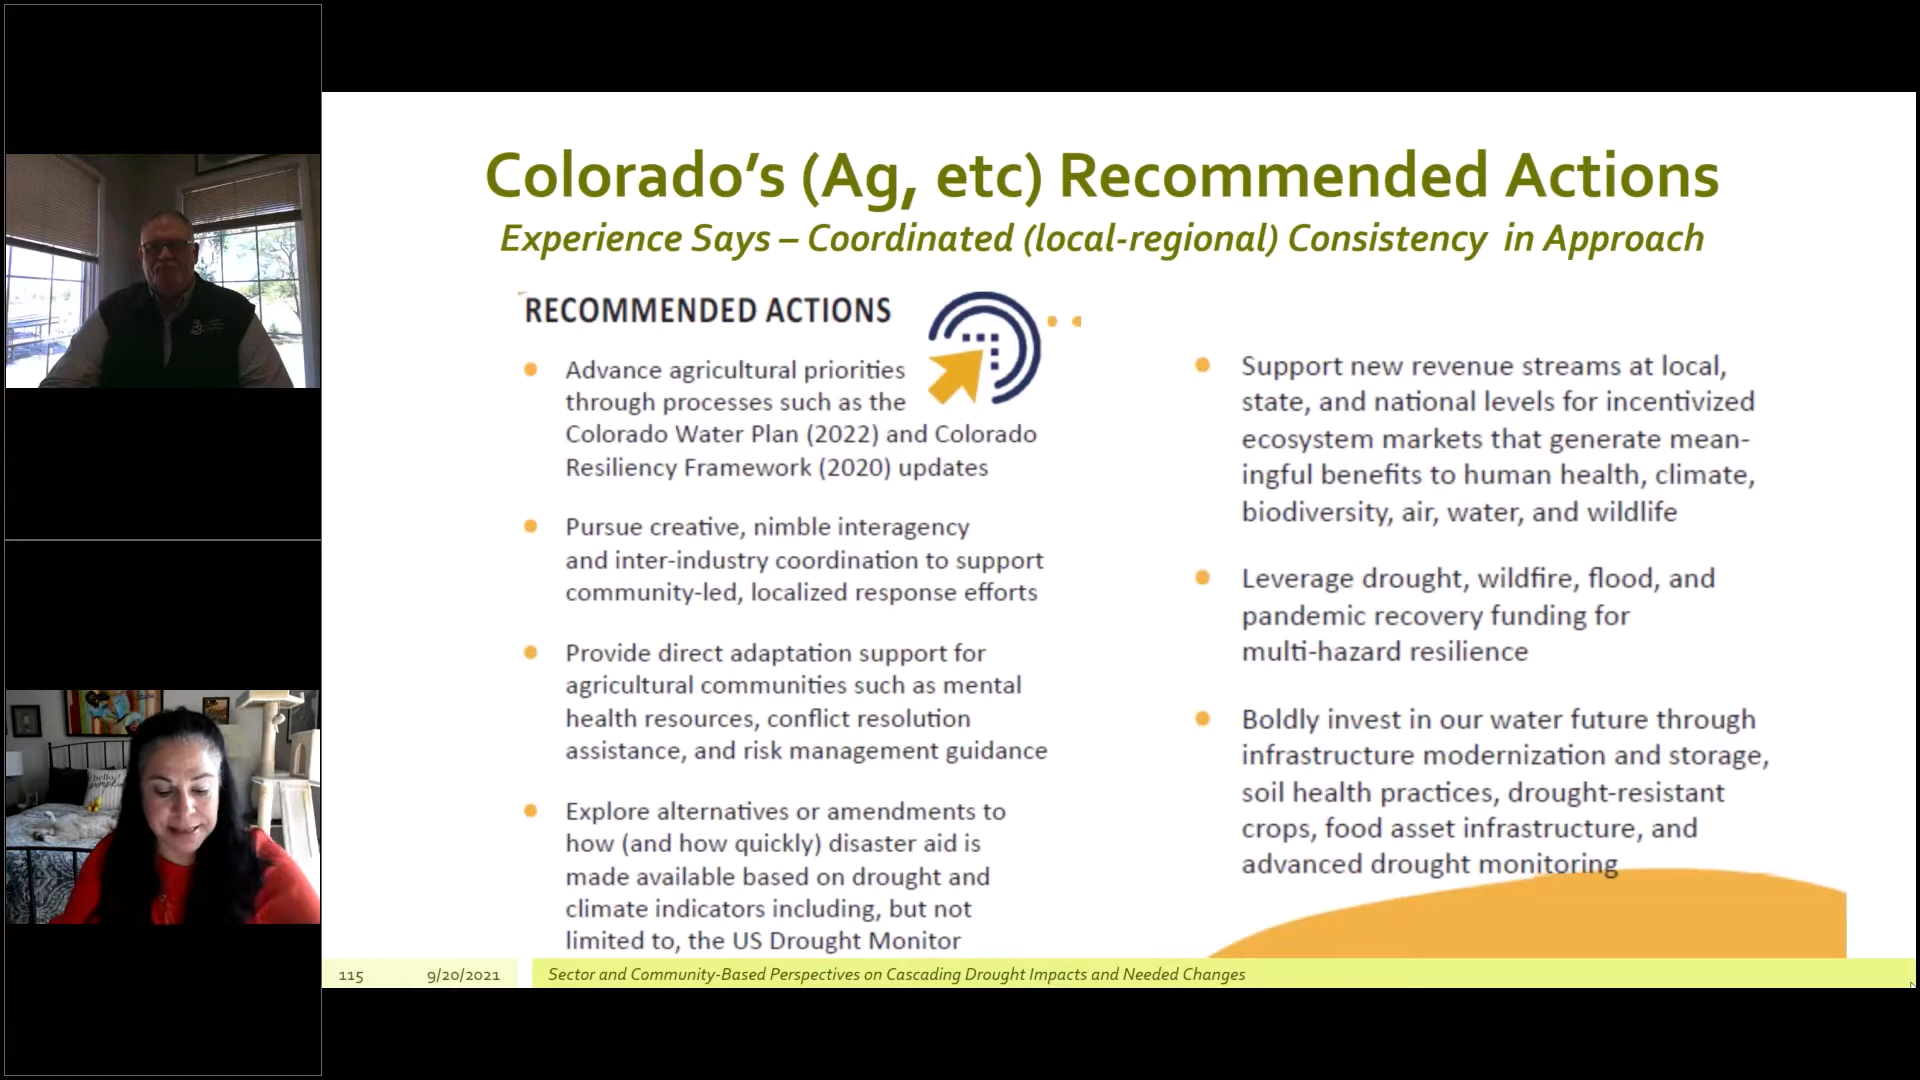 Colorado's (Ag, etc) Recommended Actions
Experience Says – Coordinated (local-regional) Consistency in Approach
RECOMMENDED ACTIONS
Advance agricultural priorities
through processes such as the
Colorado Water Plan (2022) and Colorado
Resiliency Framework (2020) updates
Pursue creative, nimble interagency
and inter-industry coordination to support
community-led, localized response efforts
Provide direct adaptation support for
agricultural communities such as mental
health resources, conflict resolution
assistance, and risk management guidance
Explore alternatives or amendments to
how (and how quickly) disaster aid is
made available based on drought and
climate indicators including, but not
limited to, the US Drought Monitor
Support new revenue streams at local,
state, and national levels for incentivized
ecosystem markets that generate mean-
ingful benefits to human health, climate,
biodiversity, air, water, and wildlife
Leverage drought, wildfire, flood, and
pandemic recovery funding for
multi-hazard resilience
Boldly invest in our water future through
infrastructure modernization and storage,
soil health practices, drought-resistant
crops, food asset infrastructure, and
advanced drought monitoring
115
9/20/2021
Sector and Community-Based Perspectives on Cascading Drought Impacts and Needed Changes
hello